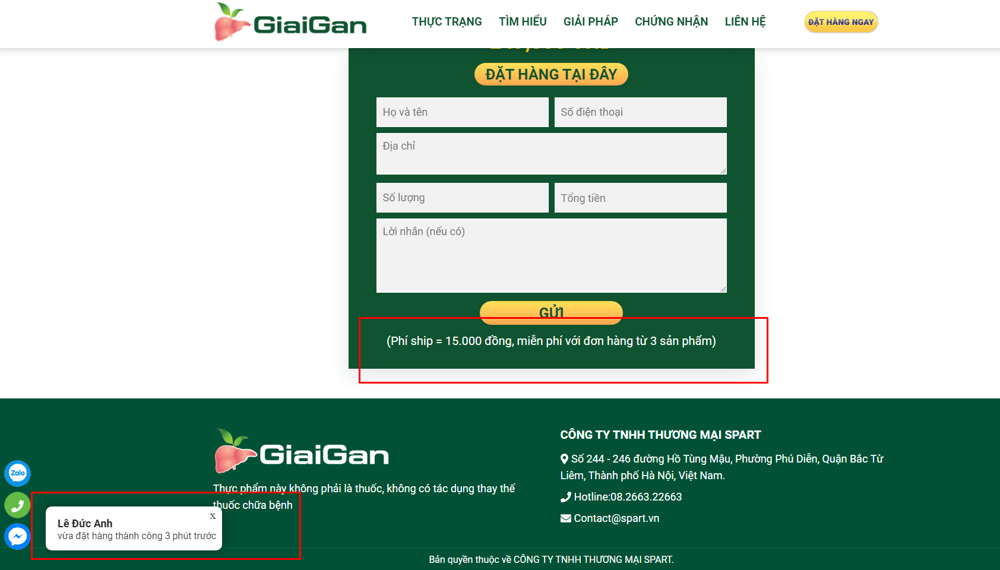 GiaiGan
THỰC TRẠNG TÌM HIỂU GIẢI PHÁP CHỨNG NHẬN LIÊN HỆ
ĐẶT HÀNG NGAY
ĐẶT HÀNG TẠI ĐÂY
Họ và tên
Số điện thoại
Địa chỉ
Số lượng
Tổng tiền
Lời nhắn (nếu có)
GỬI
(Phí ship = 15.000 đồng, miễn phí với đơn hàng từ 3 sản phẩm)
GiaiGan
Thực phẩm này không phải là thuốc, không có tác dụng thay thế
thuốc chữa bệnh
CÔNG TY TNHH THƯƠNG MẠI SPART
Số 244 - 246 đường Hồ Tùng Mậu, Phường Phú Diễn, Quận Bắc Từ
Liêm, Thành phố Hà Nội, Việt Nam.
Hotline:08.2663.22663
Contact@spart.vn
Zalo
x
Lê Đức Anh
vừa đặt hàng thành công 3 phút trước
Bản quyền thuộc về CÔNG TY TNHH THƯƠNG MẠI SPART.